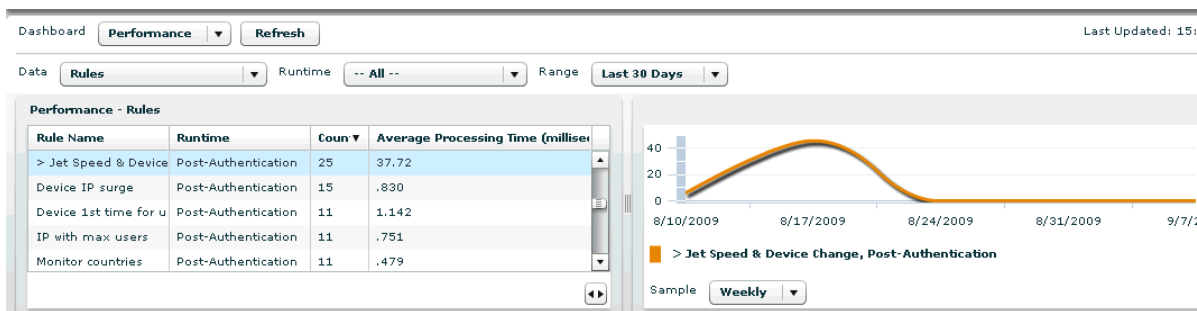 Dashboard Performance Refresh Last Updated: 15:
Data Rules Runtime -- All -- Range Last 30 Days
Performance - Rules
Rule Name Runtime Coun Average Processing Time (millisec
> Jet Speed & Device Post-Authentication 25 37.72
Device IP surge Post-Authentication 15 .830
Device 1st time for u Post-Authentication 11 1.142
IP with max users Post-Authentication 11 .751
Monitor countries Post-Authentication 11 .479
40
20
0
8/10/2009 8/17/2009 8/24/2009 8/31/2009 9/7/2
> Jet Speed & Device Change, Post-Authentication
Sample Weekly